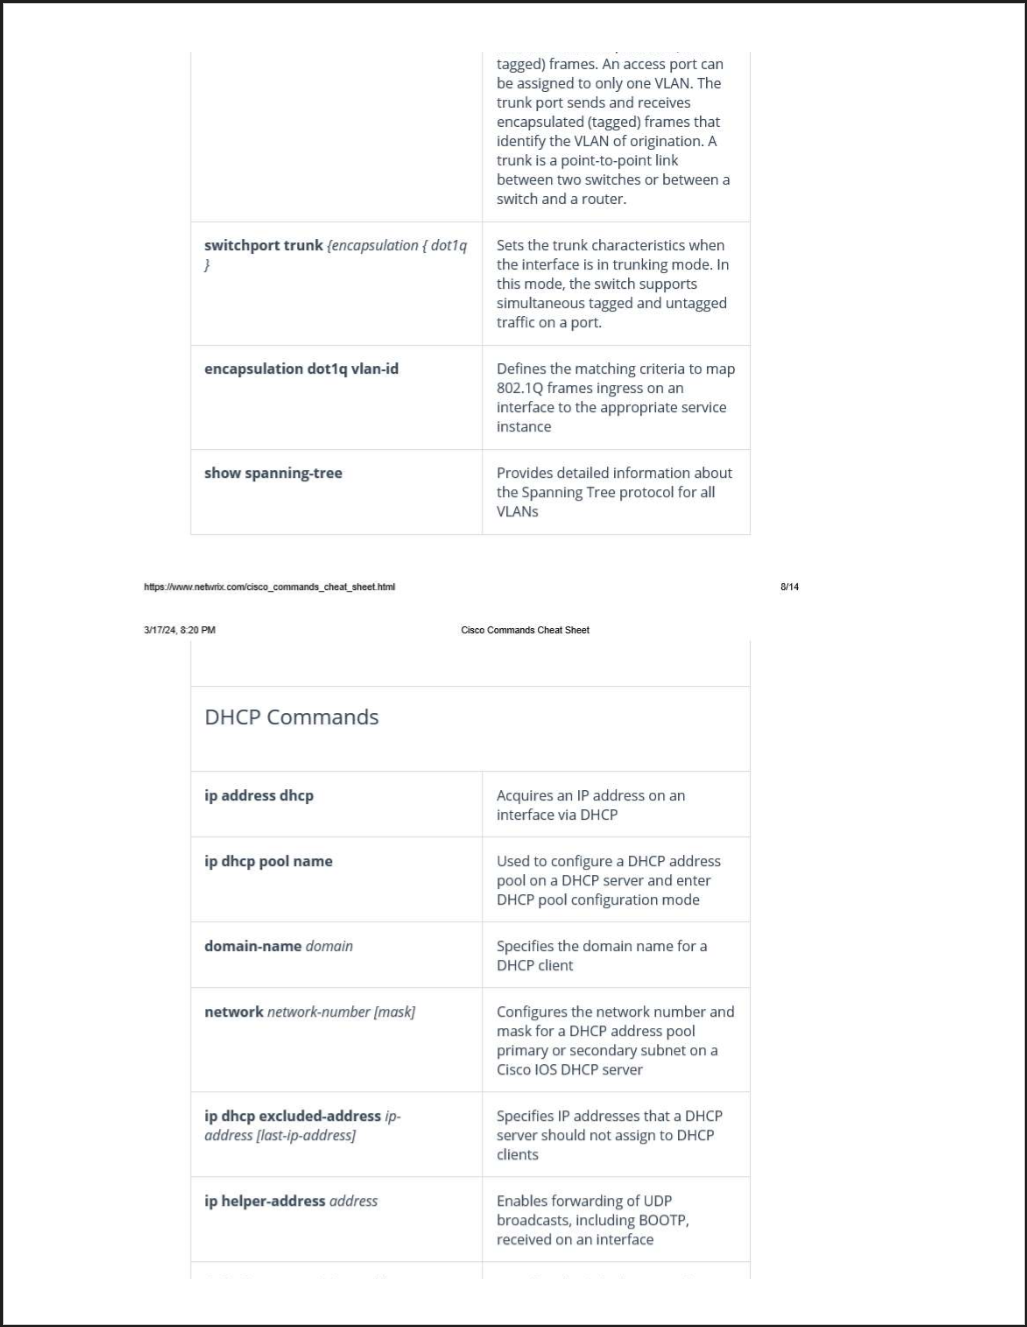 tagged) frames. An access port can
be assigned to only one VLAN. The
trunk port sends and receives
encapsulated (tagged) frames that
identify the VLAN of origination. A
trunk is a point-to-point link
between two switches or between a
switch and a router.
switchport trunk {encapsulation { dot1q
}
Sets the trunk characteristics when
the interface is in trunking mode. In
this mode, the switch supports
simultaneous tagged and untagged
traffic on a port.
encapsulation dot1q vlan-id
Defines the matching criteria to map
802.1Q frames ingress on an
interface to the appropriate service
instance
show spanning-tree
Provides detailed information about
the Spanning Tree protocol for all
VLANs
https://www.netwrix.com/cisco_commands_cheat_sheet.html 8/14
3/17/24, 8:20 PM Cisco Commands Cheat Sheet
DHCP Commands
ip address dhcp
Acquires an IP address on an
interface via DHCP
ip dhcp pool name
Used to configure a DHCP address
pool on a DHCP server and enter
DHCP pool configuration mode
domain-name domain
Specifies the domain name for a
DHCP client
network network-number [mask]
Configures the network number and
mask for a DHCP address pool
primary or secondary subnet on a
Cisco IOS DHCP server
ip dhcp excluded-address ip-
address [last-ip-address]
Specifies IP addresses that a DHCP
server should not assign to DHCP
clients
ip helper-address address
Enables forwarding of UDP
broadcasts, including BOOTP,
received on an interface